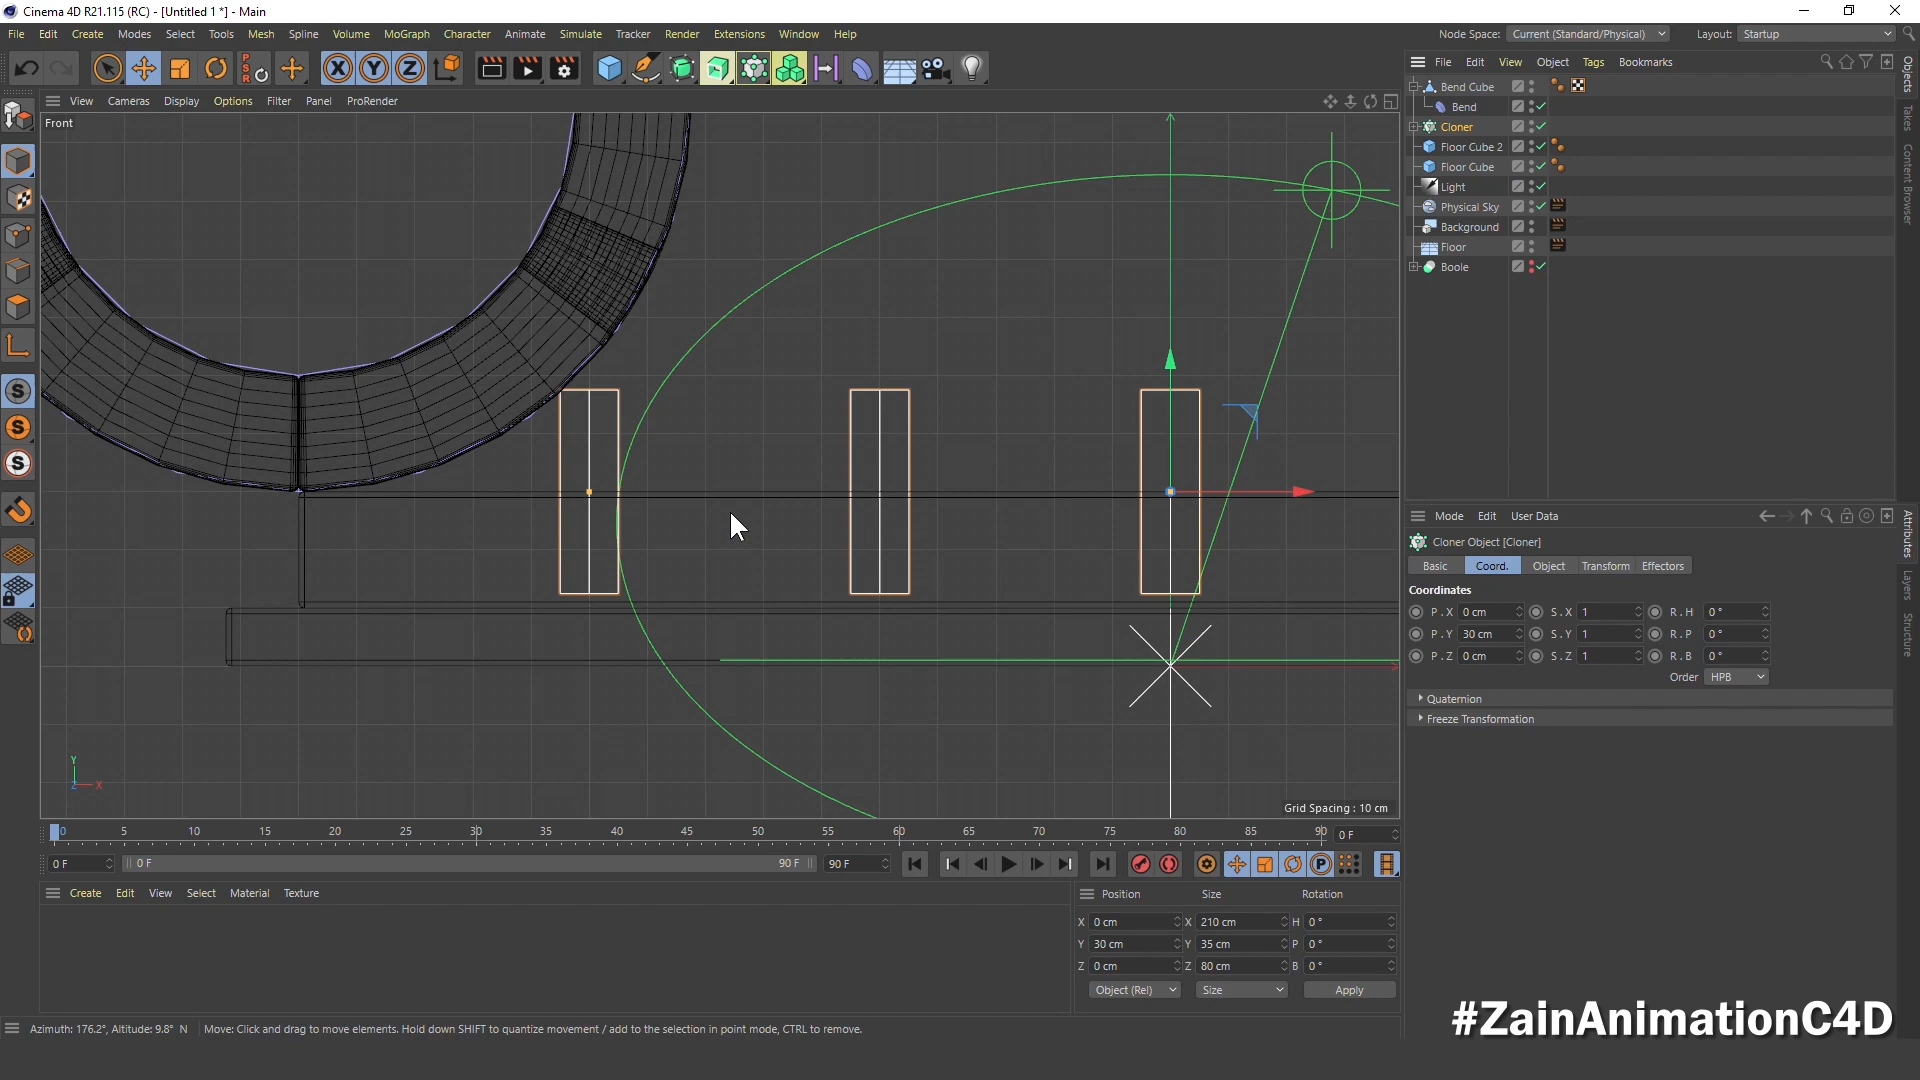 Cinema 4D R21.115 (RC) - [Untitled 1 *] - Main
File Edit Create Modes Select Tools Mesh Spline Volume MoGraph Character Animate Simulate Tracker Render Extensions Window Help
Node Space: Current (Standard/Physical) Layout: Startup
View Cameras Display Options Filter Panel ProRender
Front
Grid Spacing : 10 cm
Y
Z X
File Edit View Object Tags Bookmarks
Bend Cube
Bend
Cloner
Floor Cube 2
Floor Cube
Light
Physical Sky
Background
Floor
Boole
Objects
Takes
Content Browser
Mode Edit User Data
Cloner Object [Cloner]
Basic Coord. Object Transform Effectors
Coordinates
P . X 0 cm S . X 1 R . H 0 °
P . Y 30 cm S . Y 1 R . P 0 °
P . Z 0 cm S . Z 1 R . B 0 °
Order HPB
Quaternion
Freeze Transformation
Attributes
Layers
Structure
0 5 10 15 20 25 30 35 40 45 50 55 60 65 70 75 80 85 90 0 F
0 F 0 F 90 F 90 F
Create Edit View Select Material Texture
Position Size Rotation
X 0 cm X 210 cm H 0 °
Y 30 cm Y 35 cm P 0 °
Z 0 cm Z 80 cm B 0 °
Object (Rel) Size Apply
Azimuth: 176.2°, Altitude: 9.8° N Move: Click and drag to move elements. Hold down SHIFT to quantize movement / add to the selection in point mode, CTRL to remove.
#ZainAnimationC4D